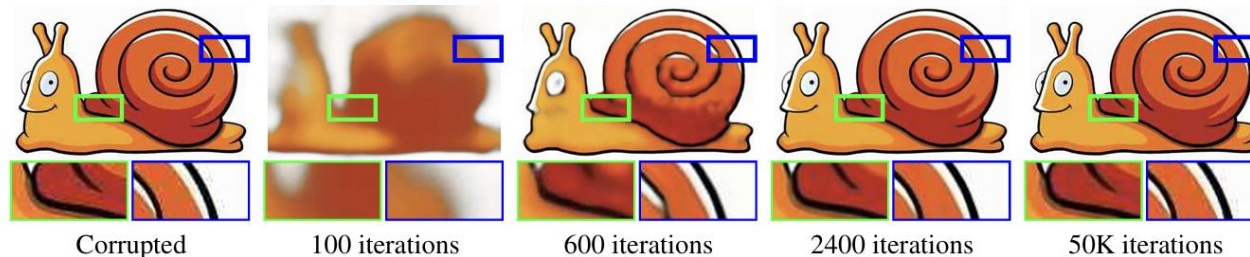 Corrupted
100 iterations
600 iterations
2400 iterations
50K iterations